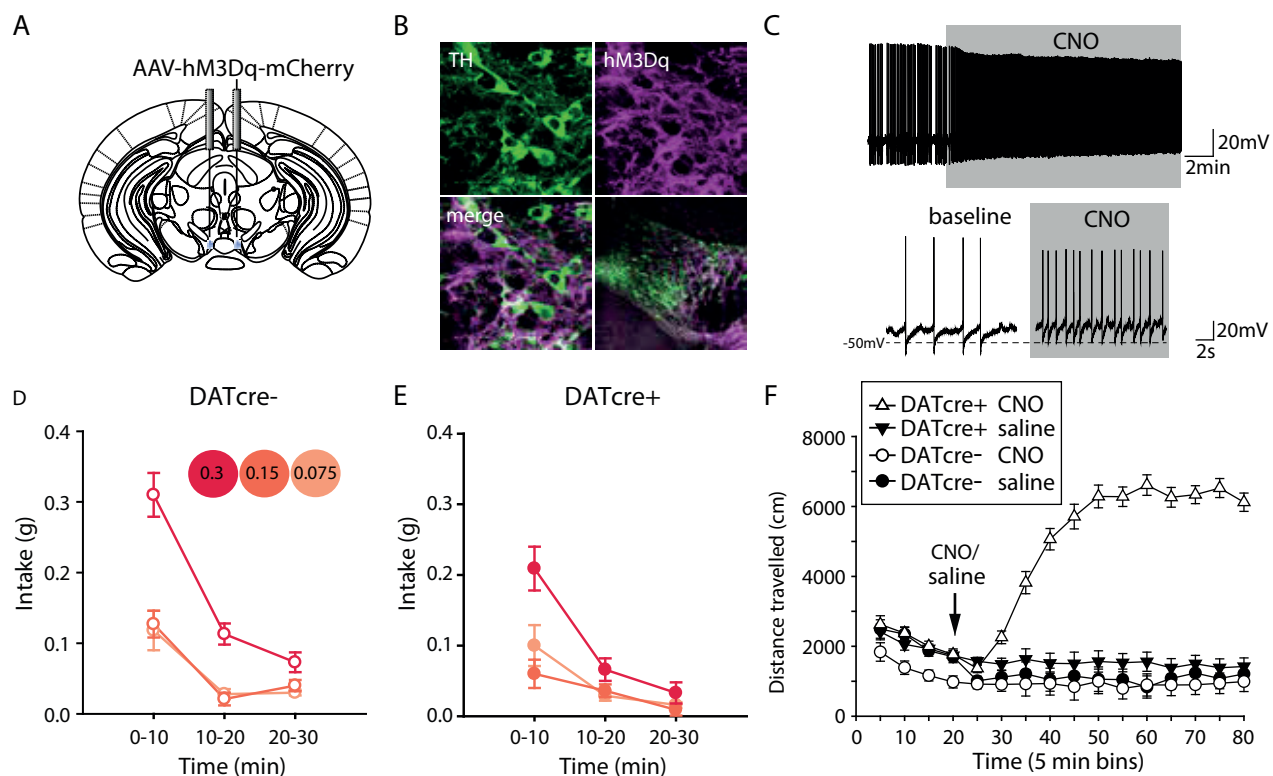 A
AAV-hM3Dq-mCherry
B
TH
hM3Dq
merge
C
CNO
20mV
2min
baseline
CNO
-50mV
20mV
2s
D
DATcre-
0.4
0.3
0.2
0.1
0.0
Intake (g)
0.3 0.15 0.075
0-10 10-20 20-30
Time (min)
E
DATcre+
0.4
0.3
0.2
0.1
0.0
Intake (g)
0-10 10-20 20-30
Time (min)
F
DATcre+ CNO
DATcre+ saline
DATcre- CNO
DATcre- saline
8000
6000
4000
2000
0
Distance travelled (cm)
CNO/
saline
0 10 20 30 40 50 60 70 80
Time (5 min bins)